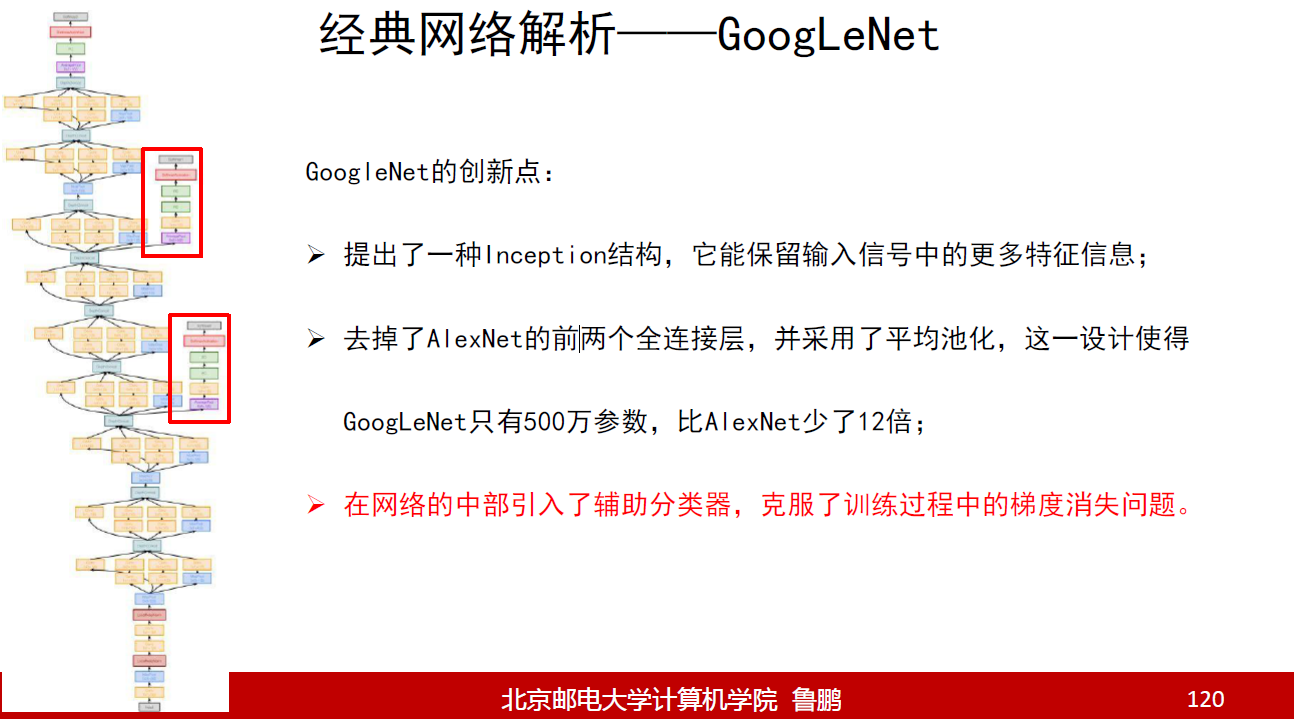 经典网络解析——GoogLeNet
GoogleNet的创新点:
提出了一种Inception结构,它能保留输入信号中的更多特征信息;
去掉了AlexNet的前两个全连接层,并采用了平均池化,这一设计使得
GoogLeNet只有500万参数,比AlexNet少了12倍;
在网络的中部引入了辅助分类器,克服了训练过程中的梯度消失问题。
北京邮电大学计算机学院 鲁鹏
120